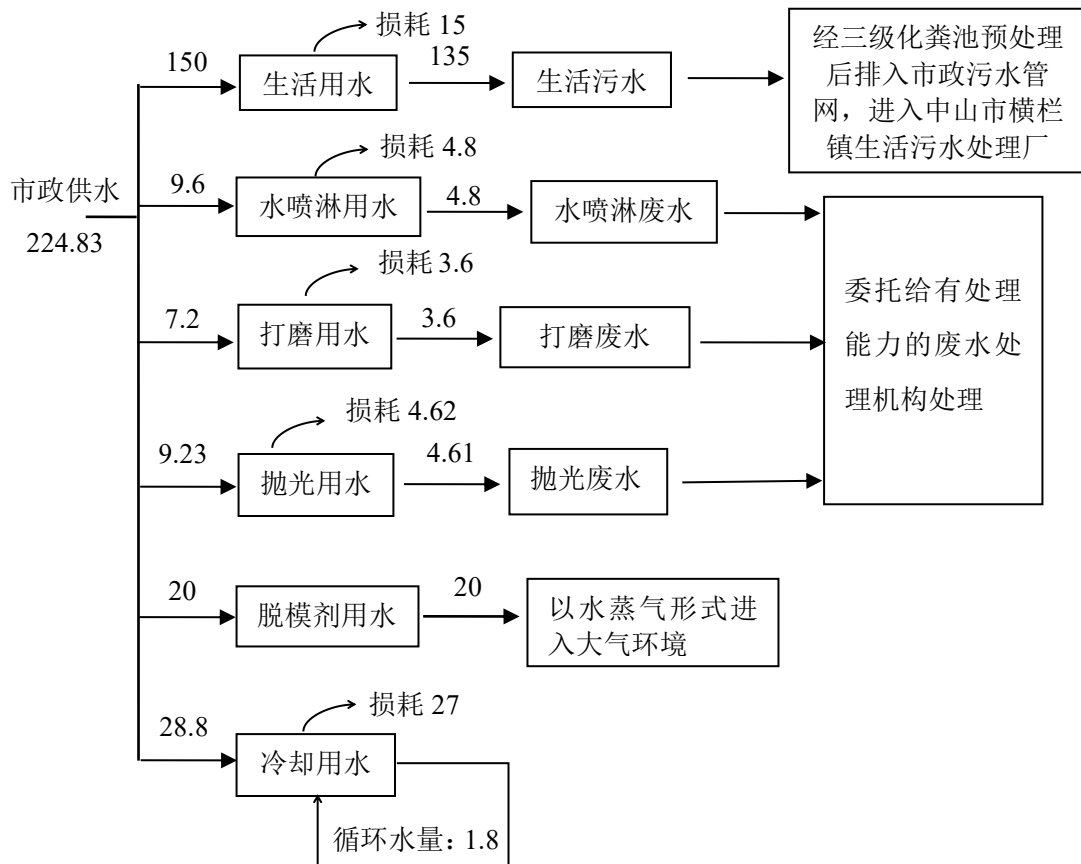 市政供水
224.83
150
生活用水
损耗 15
135
生活污水
经三级化粪池预处理
后排入市政污水管
网，进入中山市横栏
镇生活污水处理厂
9.6
水喷淋用水
损耗 4.8
4.8
水喷淋废水
7.2
打磨用水
损耗 3.6
3.6
打磨废水
9.23
抛光用水
损耗 4.62
4.61
抛光废水
委托给有处理
能力的废水处
理机构处理
20
脱模剂用水
20
以水蒸气形式进
入大气环境
28.8
冷却用水
损耗 27
循环水量：1.8